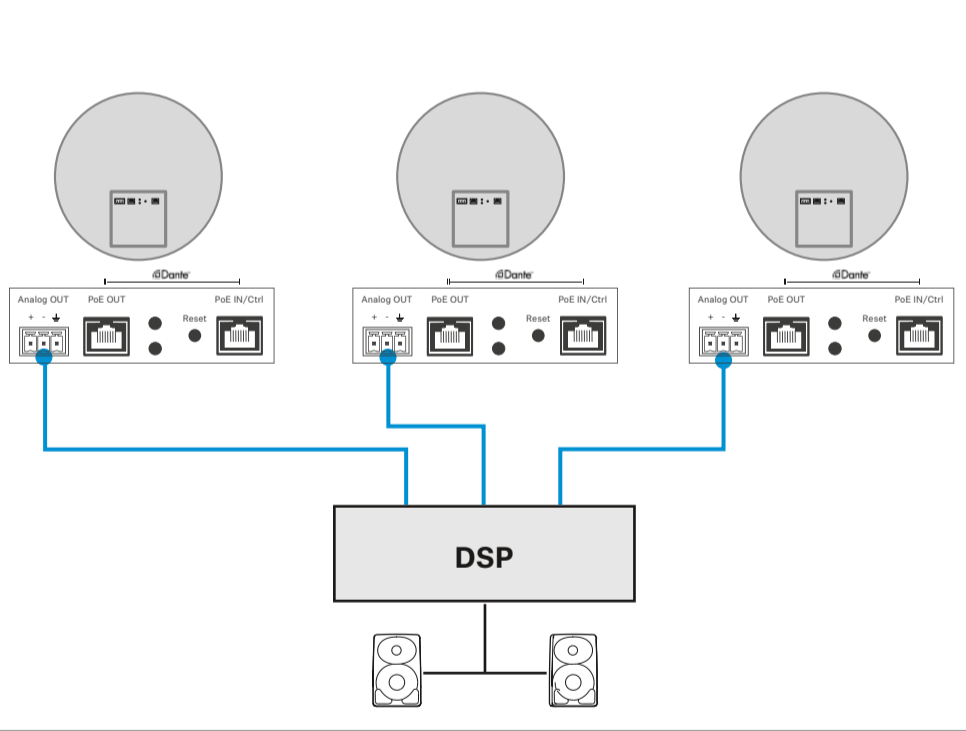 Dante Dante Dante
Analog OUT PoE OUT PoE IN/Ctrl Analog OUT PoE OUT PoE IN/Ctrl Analog OUT PoE OUT PoE IN/Ctrl
+ - Reset + - Reset + - Reset
DSP